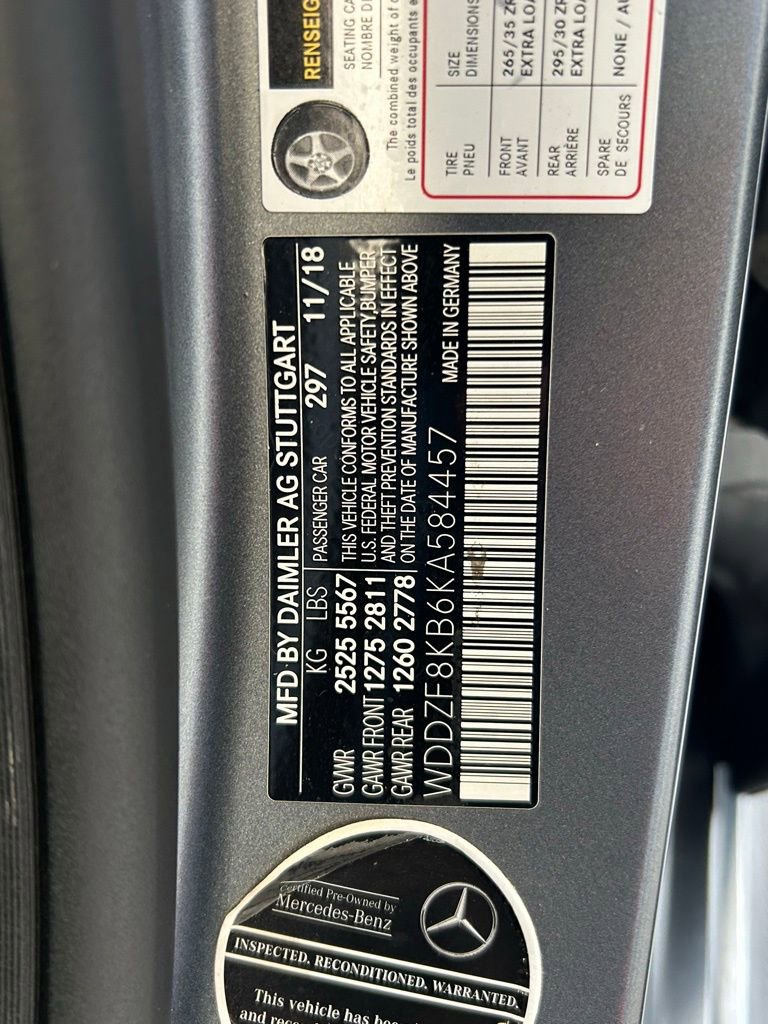 RENSEIG
SEATING CA
NOMBRE DE
The combined weight of
Le poids total des occupants
TIRE SIZE
PNEU DIMENSIONS
FRONT 265/35 ZR
AVANT EXTRA LOA
REAR 295/30 ZR
ARRIÈRE EXTRA LOA
SPARE NONE /
DE SECOURS
MFD BY DAIMLER AG STUTTGART
KG LBS PASSENGER CAR 297 11/18
GVWR 2525 5567
GAWR FRONT 1275 2811
GAWR REAR 1260 2778
THIS VEHICLE CONFORMS TO ALL APPLICABLE
U.S. FEDERAL MOTOR VEHICLE SAFETY,BUMPER,
AND THEFT PREVENTION STANDARDS IN EFFECT
ON THE DATE OF MANUFACTURE SHOWN ABOVE
WDDZF8KB6KA584457 MADE IN GERMANY
Certified Pre-Owned by
Mercedes-Benz
INSPECTED. RECONDITIONED. WARRANTED.
This vehicle has